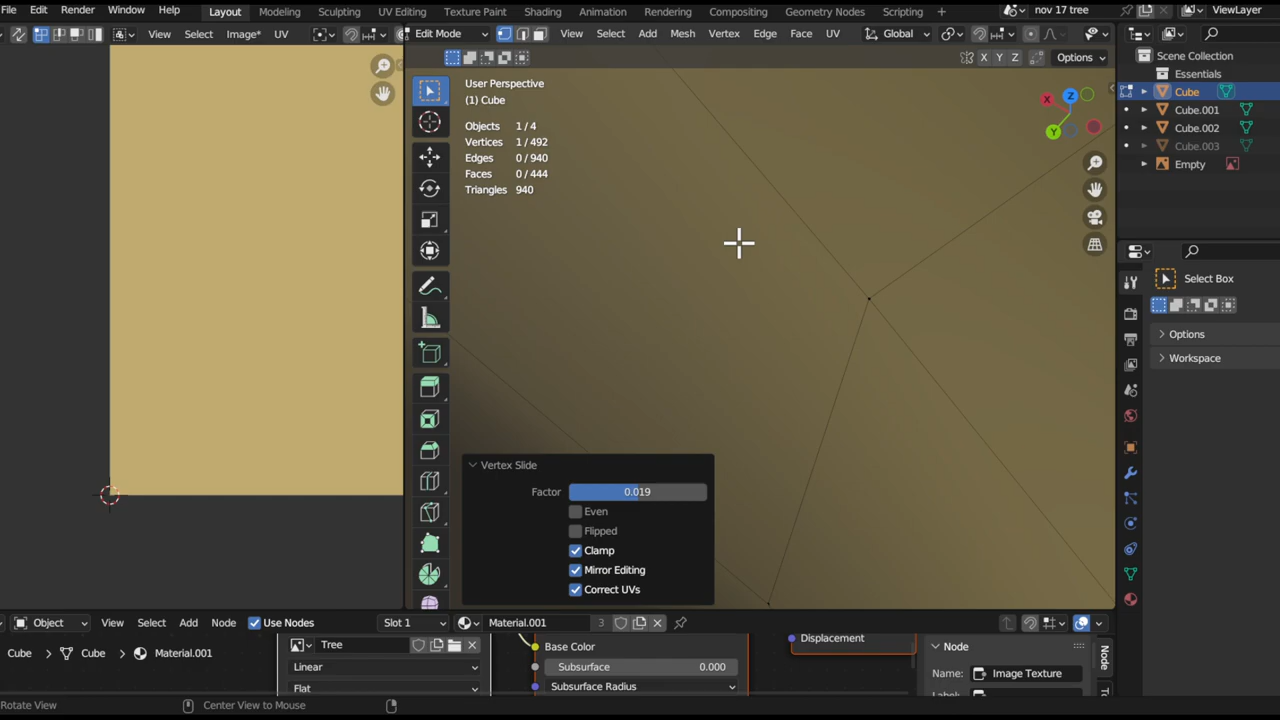 File Edit Render Window Help Layout Modeling Sculpting UV Editing Texture Paint Shading Animation Rendering Compositing Geometry Nodes Scripting + nov 17 tree ViewLayer
View Select Image* UV Edit Mode View Select Add Mesh Vertex Edge Face UV Global
X Y Z Options
Scene Collection
Essentials
Cube
Cube.001
Cube.002
Cube.003
Empty
User Perspective
(1) Cube
Objects 1/4
Vertices 1/492
Edges 0/940
Faces 0/444
Triangles 940
X
Z
Y
Select Box
Options
Workspace
Vertex Slide
Factor 0.019
Even
Flipped
Clamp
Mirror Editing
Correct UVs
Object View Select Add Node Use Nodes Slot 1 Material.001 3
Cube Cube Material.001
Tree
Linear
Flat
Base Color
Subsurface 0.000
Subsurface Radius
Displacement
Node
Name: Image Texture
Node
Rotate View Center View to Mouse